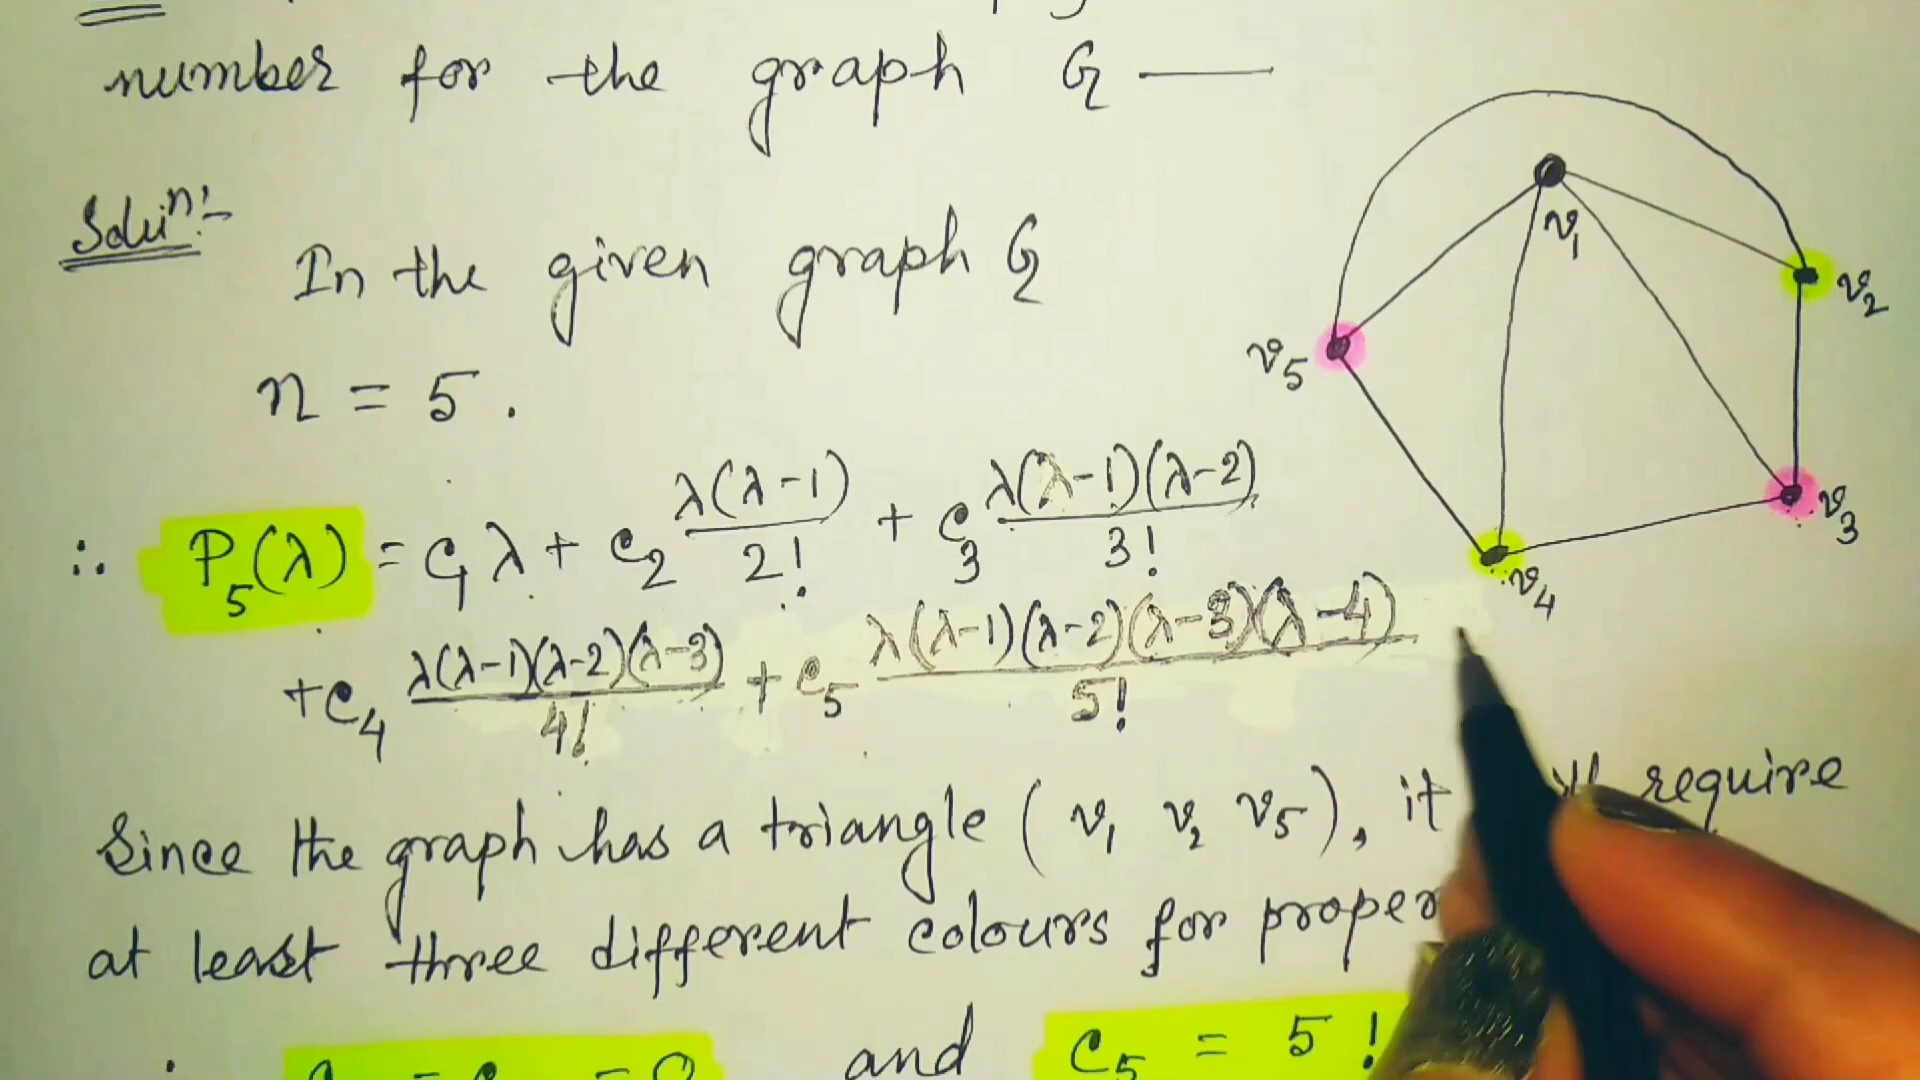 number for the graph G —
Soluⁿ:-
In the given graph G
n = 5.
∴ P₅(λ) = C₁ λ + C₂ λ(λ-1)/2! + C₃ λ(λ-1)(λ-2)/3!
+ C₄ λ(λ-1)(λ-2)(λ-3)/4! + C₅ λ(λ-1)(λ-2)(λ-3)(λ-4)/5!
Since the graph has a triangle (v₁ v₂ v₅), it require
at least three different colours for proper
and C₅ = 5!
v₁
v₂
v₅
v₃
v₄